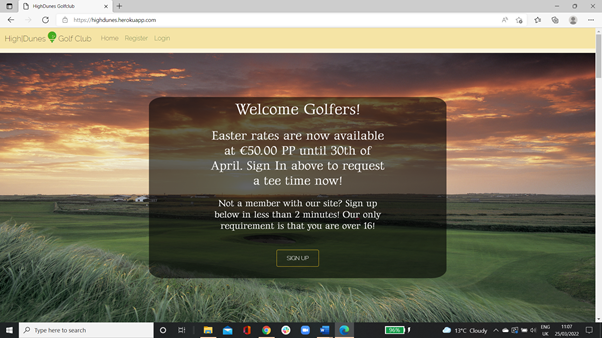 HighDunes Golfclub
https://highdunes.herokuapp.com
High|Dunes Golf Club Home Register Login
Welcome Golfers!
Easter rates are now available
at €50.00 PP until 30th of
April. Sign In above to request
a tee time now!
Not a member with our site? Sign up
below in less than 2 minutes! Our only
requirement is that you are over 16!
SIGN UP
Type here to search
96%
13°C Cloudy
ENG
UK
11:07
25/03/2022